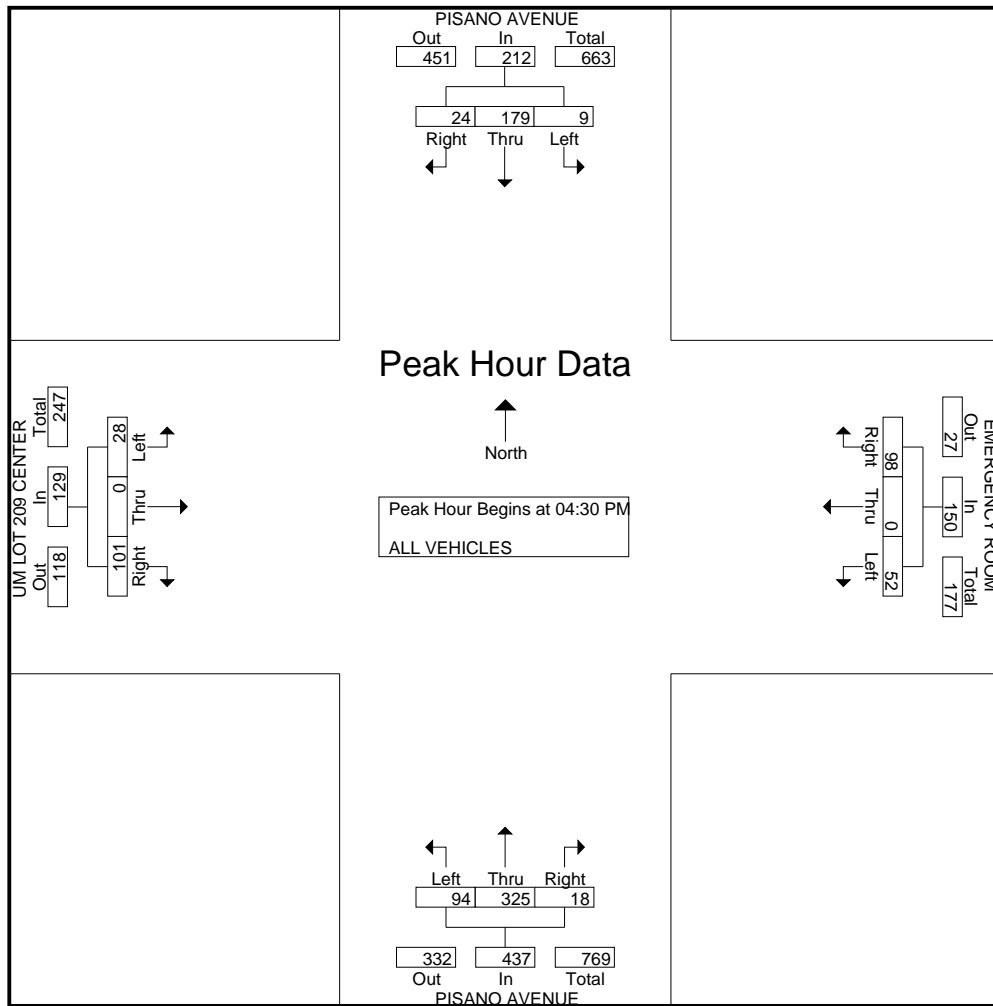 PISANO AVENUE
Out In Total
451 212 663
24 179 9
Right Thru Left
Peak Hour Data
North
Peak Hour Begins at 04:30 PM
ALL VEHICLES
UM LOT 209 CENTER
Out In Total
118 129 247
101 0 28
Right Thru Left
EMERGENCY ROOM
Out In Total
27 150 177
98 0 52
Right Thru Left
Left Thru Right
94 325 18
332 437 769
Out In Total
PISANO AVENUE